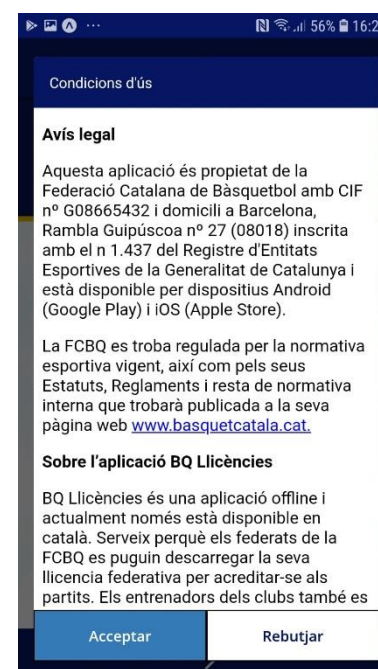 56% 16:2
Condicions d'ús
Avís legal
Aquesta aplicació és propietat de la
Federació Catalana de Bàsquetbol amb CIF
nº G08665432 i domicili a Barcelona,
Rambla Guipúscoa nº 27 (08018) inscrita
amb el n 1.437 del Registre d'Entitats
Esportives de la Generalitat de Catalunya i
està disponible per dispositius Android
(Google Play) i iOS (Apple Store).
La FCBQ es troba regulada per la normativa
esportiva vigent, així com pels seus
Estatuts, Reglaments i resta de normativa
interna que trobarà publicada a la seva
pàgina web www.basquetcatala.cat.
Sobre l'aplicació BQ Llicències
BQ Llicències és una aplicació offline i
actualment només està disponible en
català. Serveix perquè els federats de la
FCBQ es puguin descarregar la seva
llicencia federativa per acreditar-se als
partits. Els entrenadors dels clubs també es
Acceptar Rebutjar